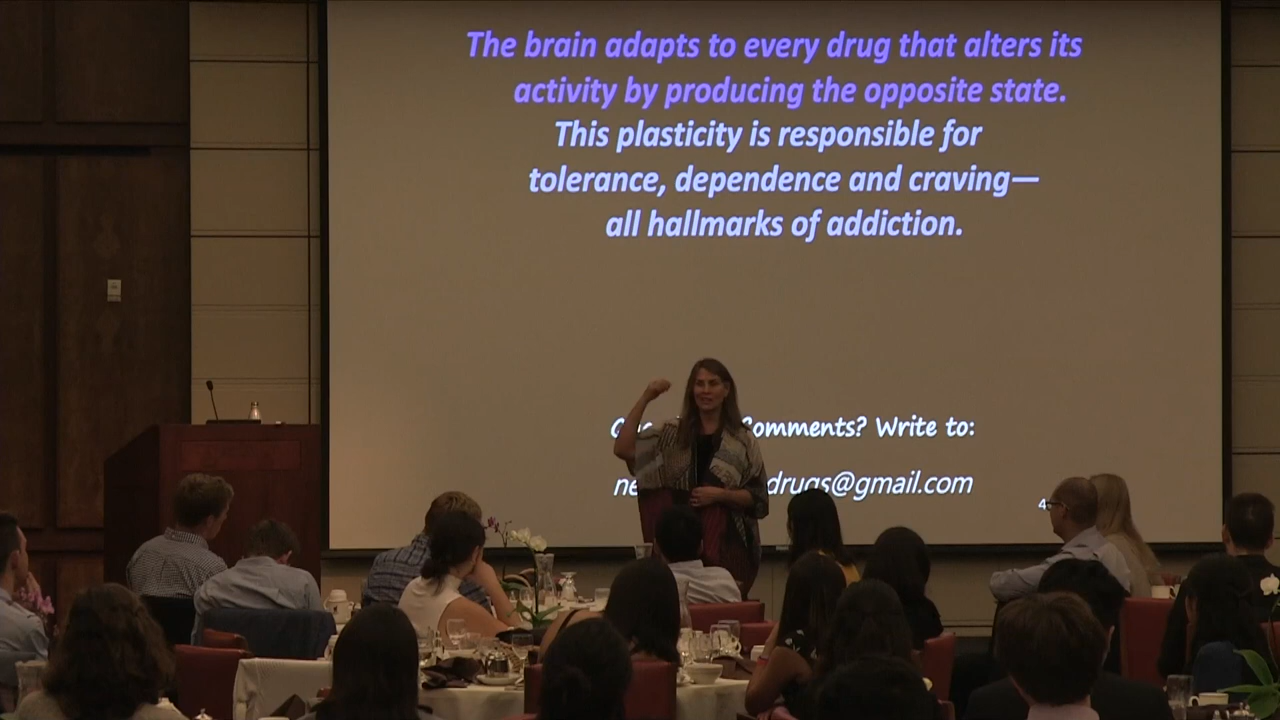 The brain adapts to every drug that alters its
activity by producing the opposite state.
This plasticity is responsible for
tolerance, dependence and craving—
all hallmarks of addiction.
Comments? Write to:
drugs@gmail.com